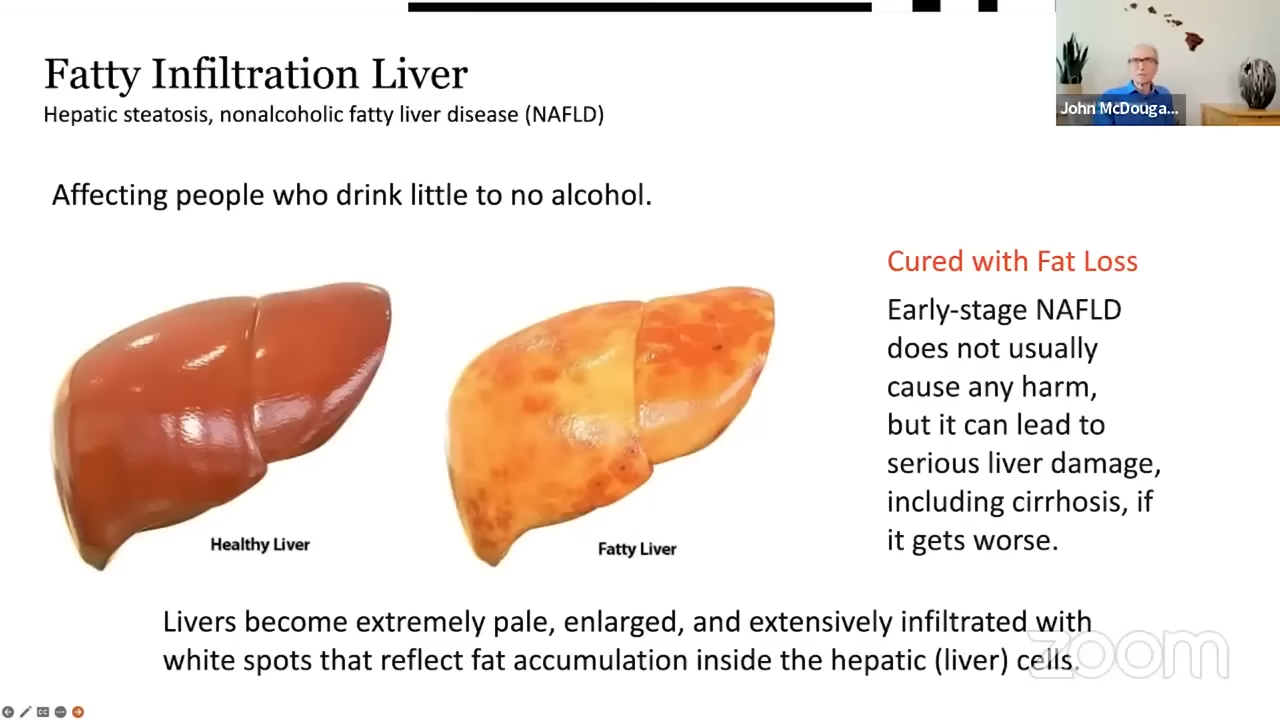 Fatty Infiltration Liver
Hepatic steatosis, nonalcoholic fatty liver disease (NAFLD)
John McDouga...
Affecting people who drink little to no alcohol.
Cured with Fat Loss
Early-stage NAFLD
does not usually
cause any harm,
but it can lead to
serious liver damage,
including cirrhosis, if
it gets worse.
Healthy Liver
Fatty Liver
Livers become extremely pale, enlarged, and extensively infiltrated with
white spots that reflect fat accumulation inside the hepatic (liver) cells.
zoom
CC